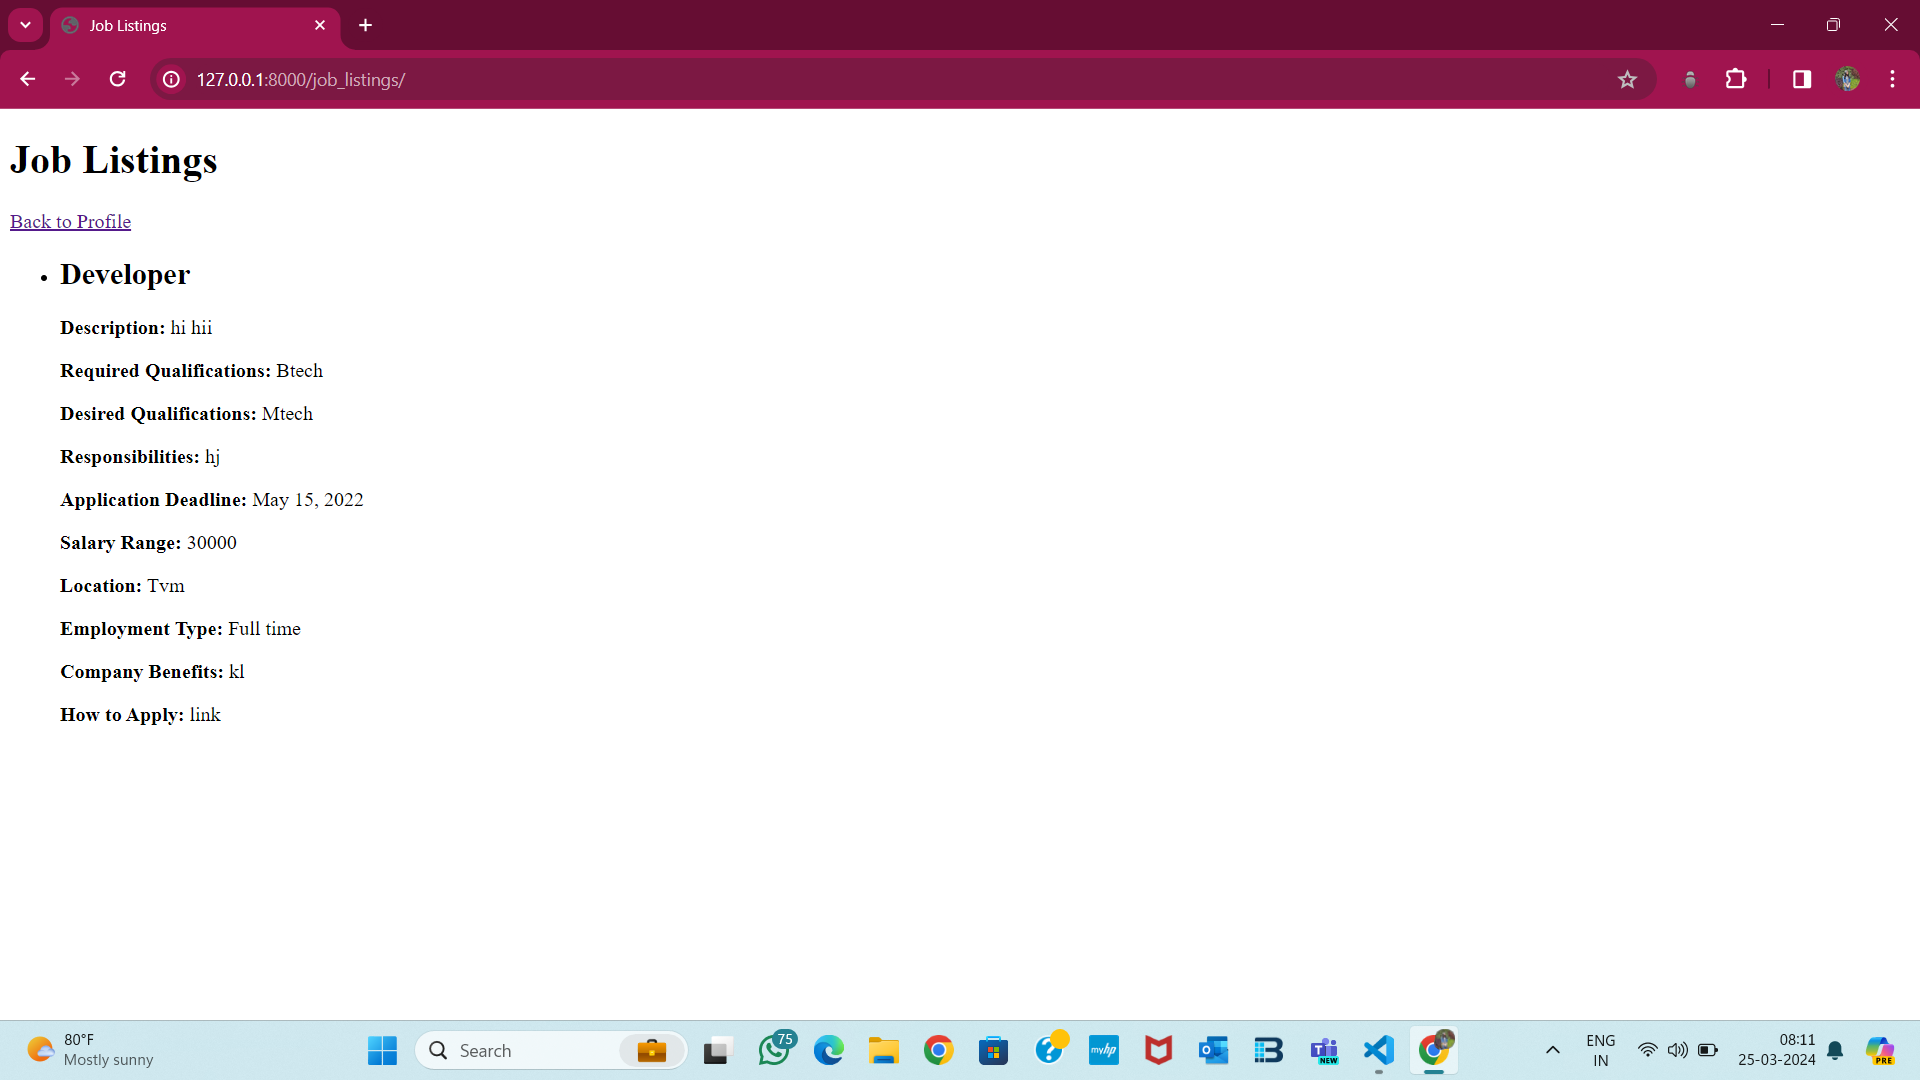 Job Listings
127.0.0.1:8000/job_listings/
Job Listings
Back to Profile
Developer
Description: hi hii
Required Qualifications: Btech
Desired Qualifications: Mtech
Responsibilities: hj
Application Deadline: May 15, 2022
Salary Range: 30000
Location: Tvm
Employment Type: Full time
Company Benefits: kl
How to Apply: link
80°F
Mostly sunny
Search
75
myhp
NEW
ENG
IN
08:11
25-03-2024
PRE